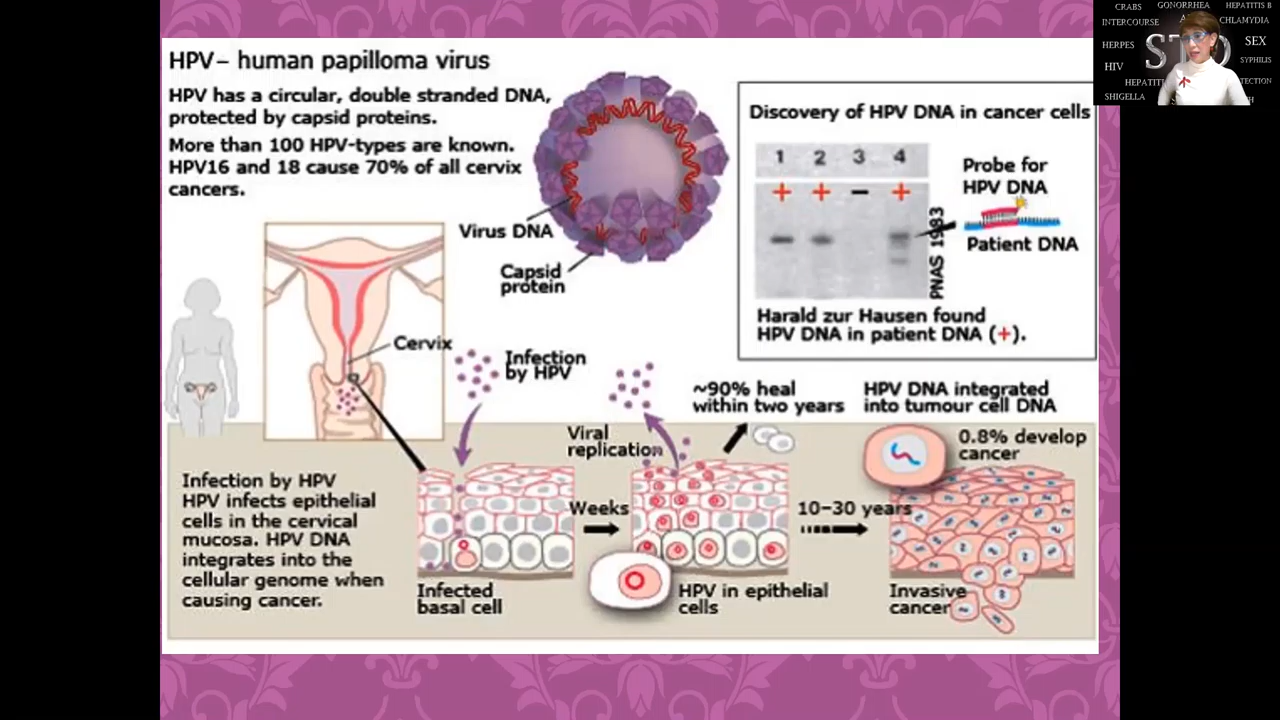 HPV– human papilloma virus
HPV has a circular, double stranded DNA,
protected by capsid proteins.
More than 100 HPV-types are known.
HPV16 and 18 cause 70% of all cervix
cancers.
Virus DNA
Capsid
protein
Discovery of HPV DNA in cancer cells
1 2 3 4
+ + – +
Probe for
HPV DNA
Patient DNA
PNAS 1983
Harald zur Hausen found
HPV DNA in patient DNA (+).
Cervix
Infection
by HPV
Viral
replication
~90% heal
within two years
HPV DNA integrated
into tumour cell DNA
0.8% develop
cancer
Infection by HPV
HPV infects epithelial
cells in the cervical
mucosa. HPV DNA
integrates into the
cellular genome when
causing cancer.
Weeks
10–30 years
Infected
basal cell
HPV in epithelial
cells
Invasive
cancer
CRABS GONORRHEA HEPATITIS B
INTERCOURSE CHLAMYDIA
HERPES SEX
HIV SYPHILIS
SHIGELLA